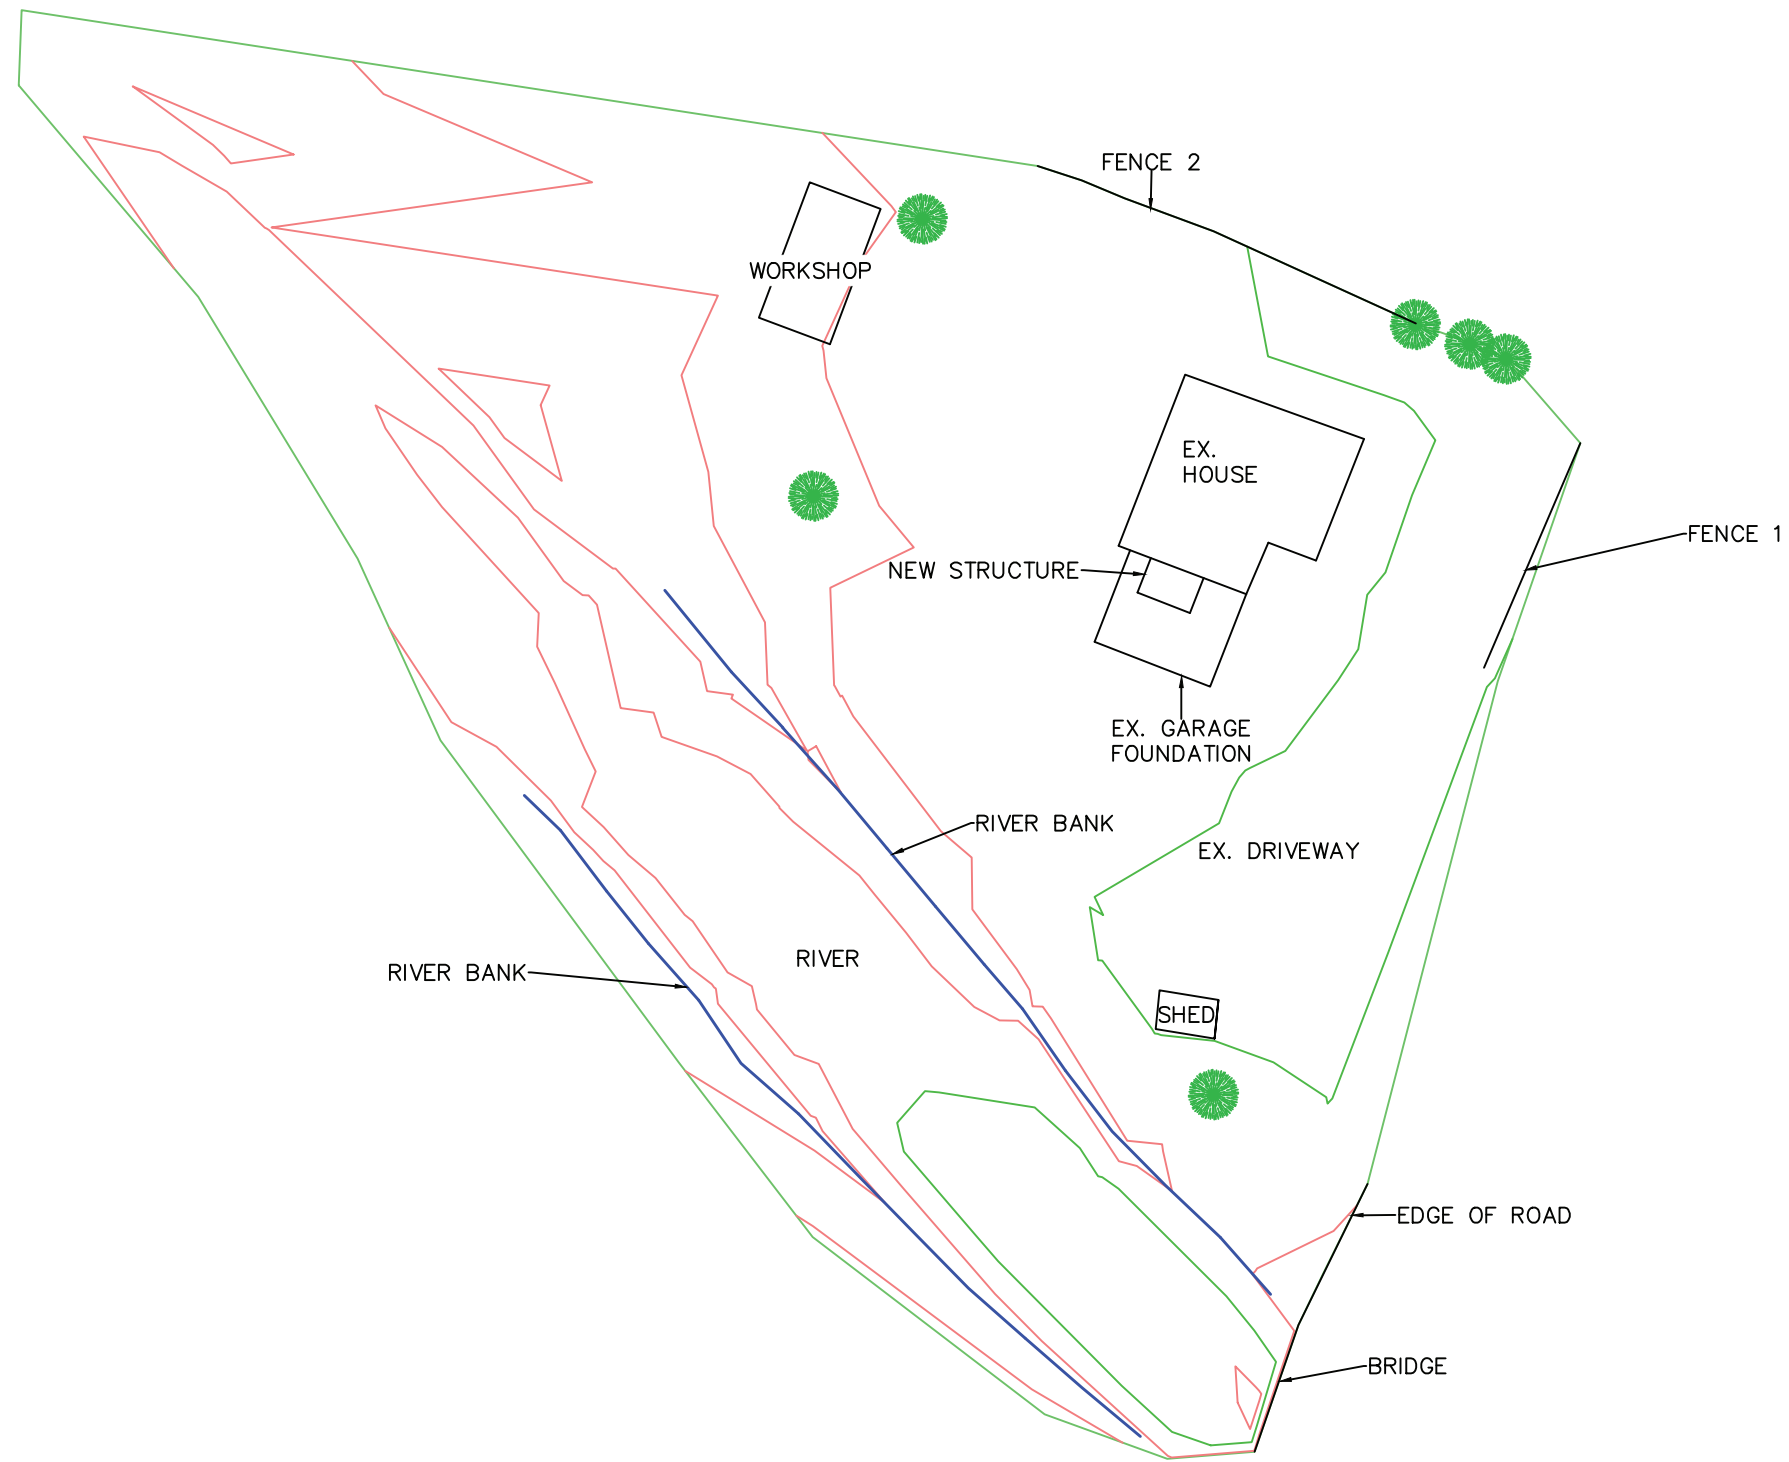 FENCE 2
WORKSHOP
EX.
HOUSE
FENCE 1
NEW STRUCTURE
EX. GARAGE
FOUNDATION
RIVER BANK
EX. DRIVEWAY
RIVER
RIVER BANK
SHED
EDGE OF ROAD
BRIDGE